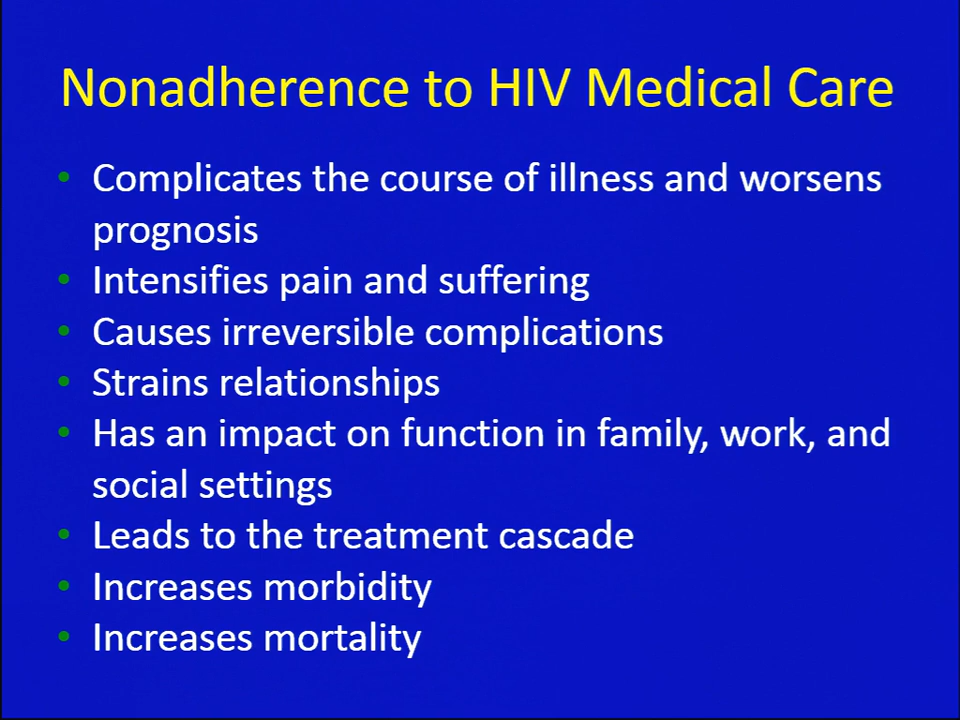 Nonadherence to HIV Medical Care
• Complicates the course of illness and worsens
prognosis
• Intensifies pain and suffering
• Causes irreversible complications
• Strains relationships
• Has an impact on function in family, work, and
social settings
• Leads to the treatment cascade
• Increases morbidity
• Increases mortality